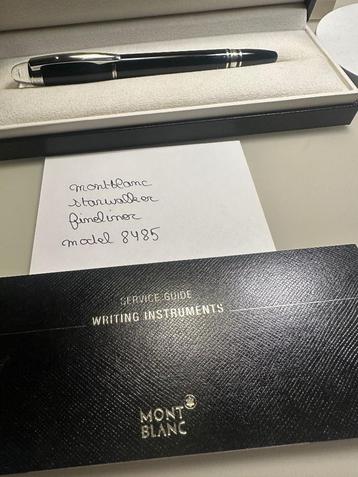 montblanc
starwalker
fineliner
model 8485
SERVICE GUIDE
WRITING INSTRUMENTS
MONT
BLANC